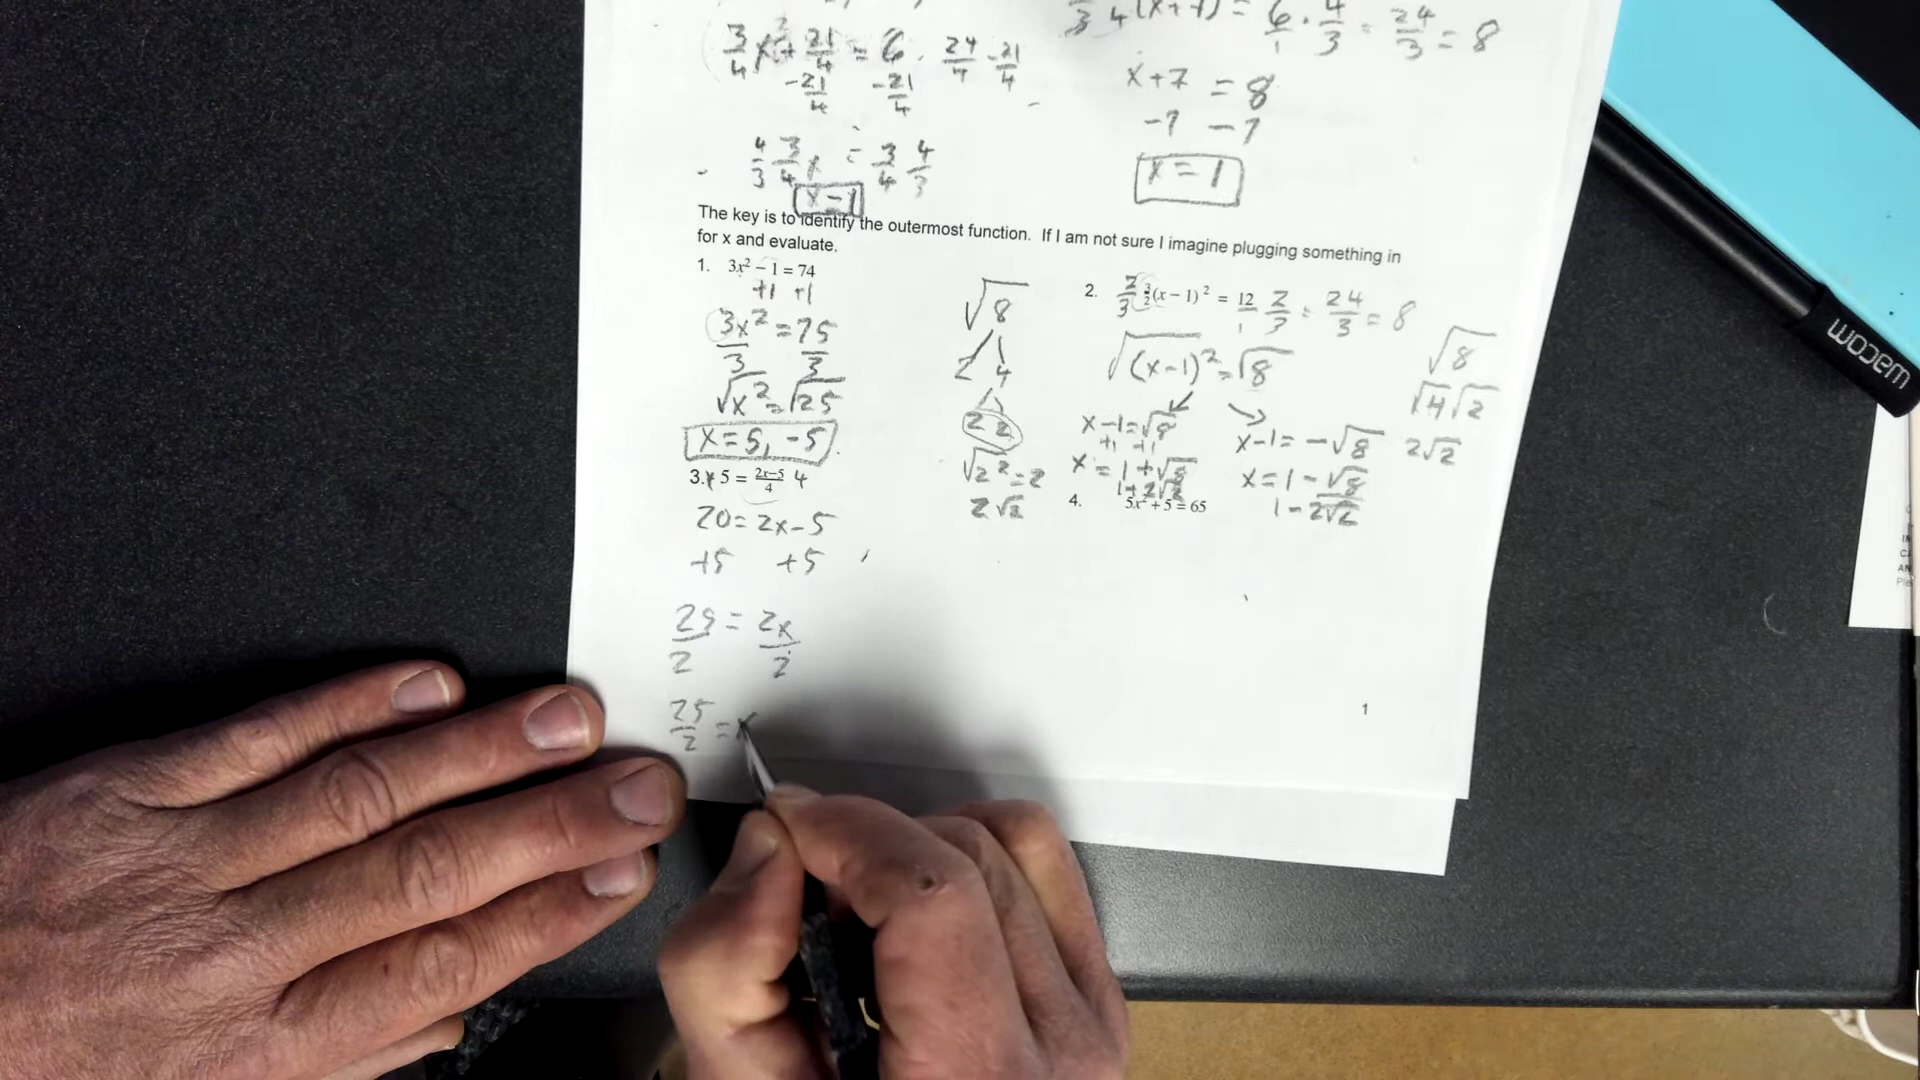 3/4 x + 21/4 = 6 · 24/4 - 21/4
-21/4 -21/4
4/3 3/4 x = 3/4 4/3
x = 1
4 (x+7) = 6/1 · 4/3 = 24/3 = 8
x+7 = 8
-7 -7
x = 1
The key is to identify the outermost function. If I am not sure I imagine plugging something in
for x and evaluate.
1. 3x² − 1 = 74
+1 +1
3x² = 75
3 3
√x² = √25
x = 5, -5
√8
2 4
2 2
√2² = 2
2√2
2. 2/3 3/2 (x − 1)² = 12/1 2/3 = 24/3 = 8
√(x-1)² = √8
x-1 = √8
+1 +1
x = 1 + √8
1 + 2√2
x-1 = -√8
x = 1 - √8
1 - 2√2
√8
√4 √2
2√2
3. 4 5 = (2x−5)/4 4
20 = 2x - 5
+5 +5
25 = 2x
2 2
25/2 = x
4. 5x² + 5 = 65
1
wacom